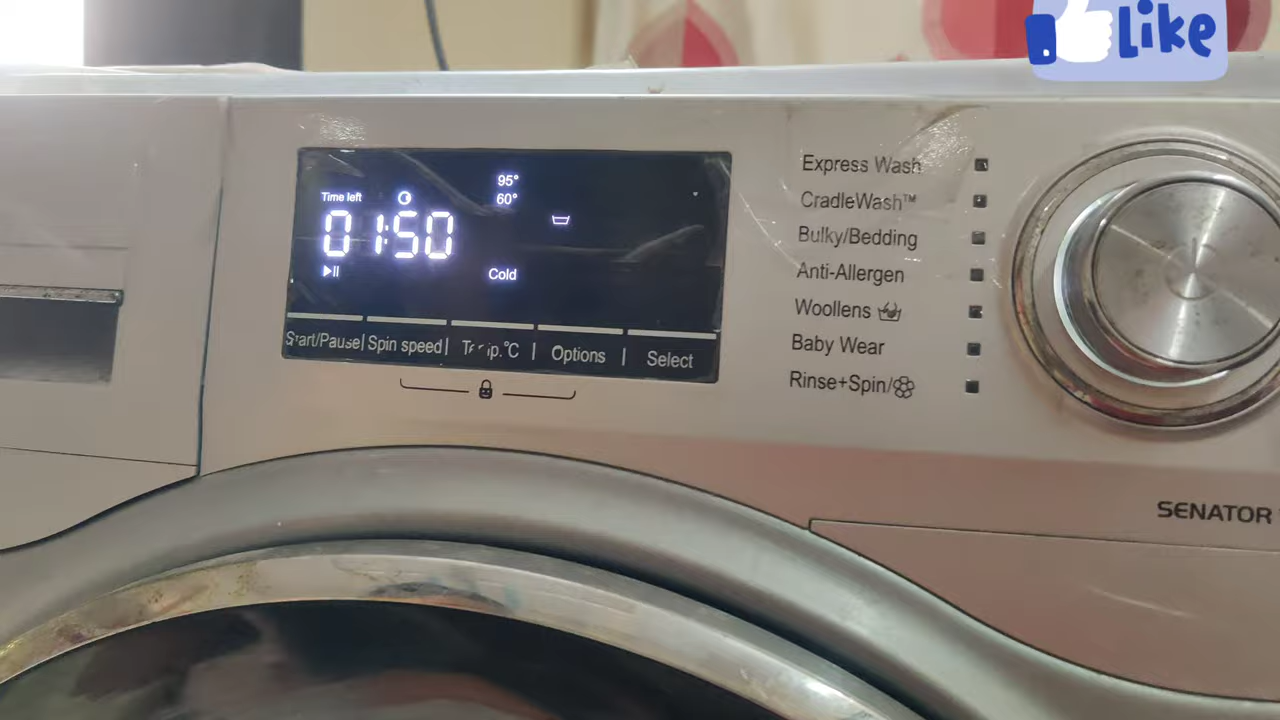 like
95°
Time left
60°
01:50
Cold
Start/Pause Spin speed Temp.°C Options Select
Express Wash
CradleWash™
Bulky/Bedding
Anti-Allergen
Woollens
Baby Wear
Rinse+Spin/
SENATOR